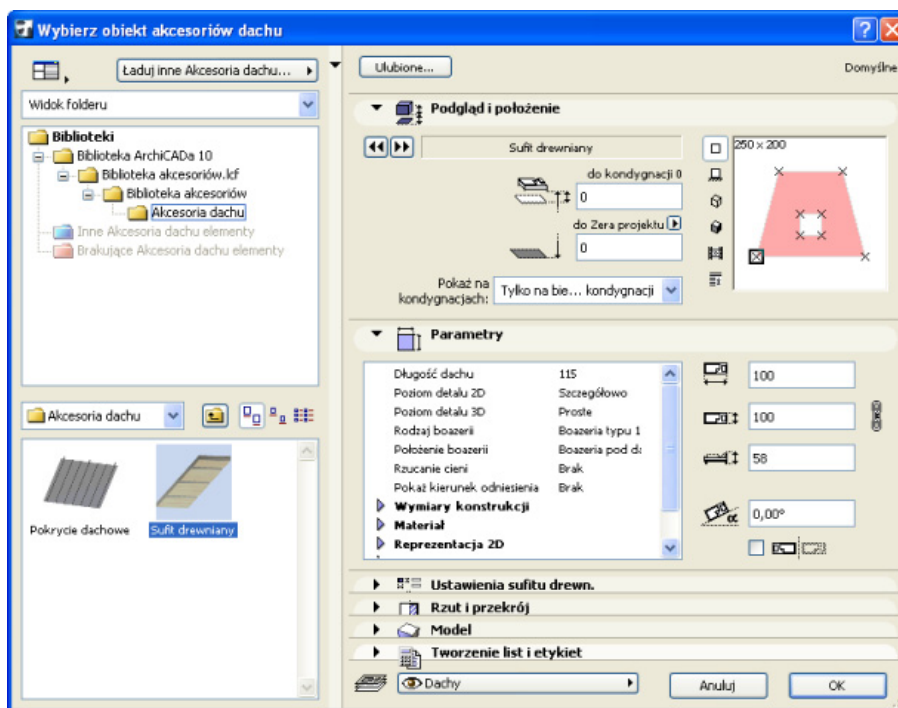 Wybierz obiekt akcesoriów dachu
Ładuj inne Akcesoria dachu...
Widok folderu
Biblioteki
Biblioteka ArchiCADa 10
Biblioteka akcesoriów.lcf
Biblioteka akcesoriów
Akcesoria dachu
Inne Akcesoria dachu elementy
Brakujące Akcesoria dachu elementy
Akcesoria dachu
Pokrycie dachowe
Sufit drewniany
Ulubione...
Domyślne
Podgląd i położenie
Sufit drewniany
do kondygnacji 0
0
do Zera projektu
0
Pokaż na kondygnacjach:
Tylko na bie... kondygnacji
250 x 200
Parametry
Długość dachu 115
Poziom detalu 2D Szczegółowo
Poziom detalu 3D Proste
Rodzaj boazerii Boazeria typu 1
Położenie boazerii Boazeria pod da
Rzucanie cieni Brak
Pokaż kierunek odniesienia Brak
Wymiary konstrukcji
Materiał
Reprezentacja 2D
100
100
58
α 0,00°
Ustawienia sufitu drewn.
Rzut i przekrój
Model
Tworzenie list i etykiet
Dachy
Anuluj
OK